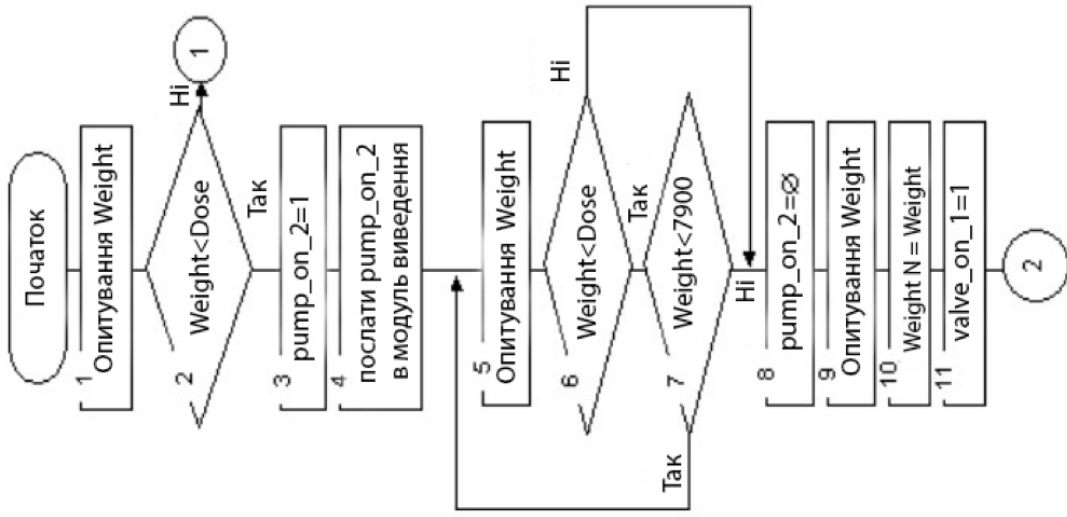 Початок
1
Опитування Weight
2
Weight<Dose
Ні
1
Так
3
pump_on_2=1
4
послати pump_on_2
в модуль виведення
5
Опитування Weight
6
Weight<Dose
Ні
Так
7
Weight<7900
Так
Ні
8
pump_on_2=∅
9
Опитування Weight
10
Weight N = Weight
11
valve_on_1=1
2